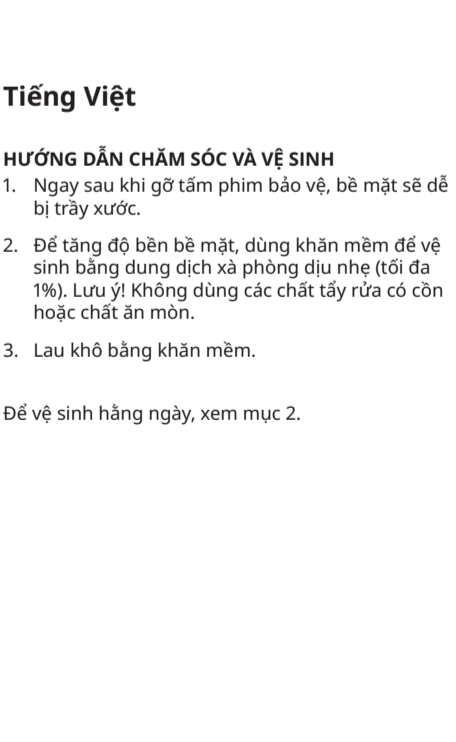 Tiếng Việt
HƯỚNG DẪN CHĂM SÓC VÀ VỆ SINH
1. Ngay sau khi gỡ tấm phim bảo vệ, bề mặt sẽ dễ
bị trầy xước.
2. Để tăng độ bền bề mặt, dùng khăn mềm để vệ
sinh bằng dung dịch xà phòng dịu nhẹ (tối đa
1%). Lưu ý! Không dùng các chất tẩy rửa có cồn
hoặc chất ăn mòn.
3. Lau khô bằng khăn mềm.
Để vệ sinh hằng ngày, xem mục 2.